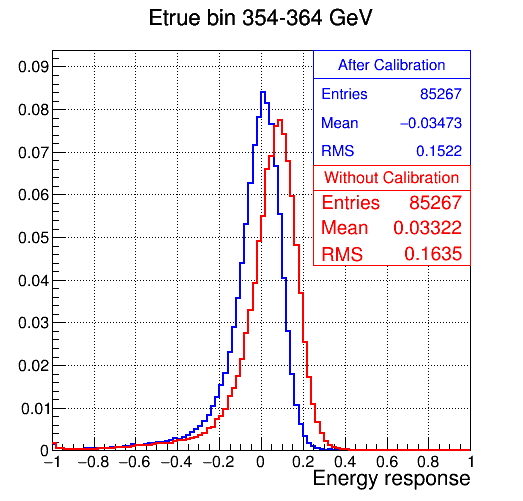 Etrue bin 354-364 GeV
After Calibration
Entries 85267
Mean −0.03473
RMS 0.1522
Without Calibration
Entries 85267
Mean 0.03322
RMS 0.1635
0.09
0.08
0.07
0.06
0.05
0.04
0.03
0.02
0.01
0
−1 −0.8 −0.6 −0.4 −0.2 0 0.2 0.4 0.6 0.8 1
Energy response